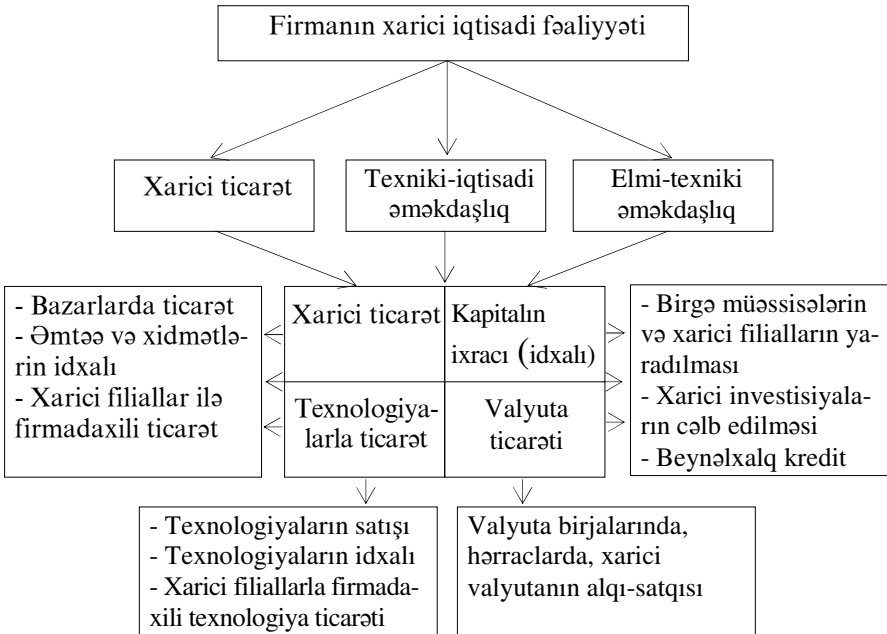 Firmanın xarici iqtisadi fəaliyyəti
Xarici ticarət
Texniki-iqtisadi
əməkdaşlıq
Elmi-texniki
əməkdaşlıq
- Bazarlarda ticarət
- Əmtəə və xidmətlə-
rin idxalı
- Xarici filiallar ilə
firmadaxili ticarət
Xarici ticarət
Kapitalın
ixracı (idxalı)
Texnologiya-
larla ticarət
Valyuta
ticarəti
- Birgə müəssisələrin
və xarici filialların ya-
radılması
- Xarici investisiyala-
rın cəlb edilməsi
- Beynəlxalq kredit
- Texnologiyaların satışı
- Texnologiyaların idxalı
- Xarici filiallarla firmada-
xili texnologiya ticarəti
Valyuta birjalarında,
hərraclarda, xarici
valyutanın alqı-satqısı